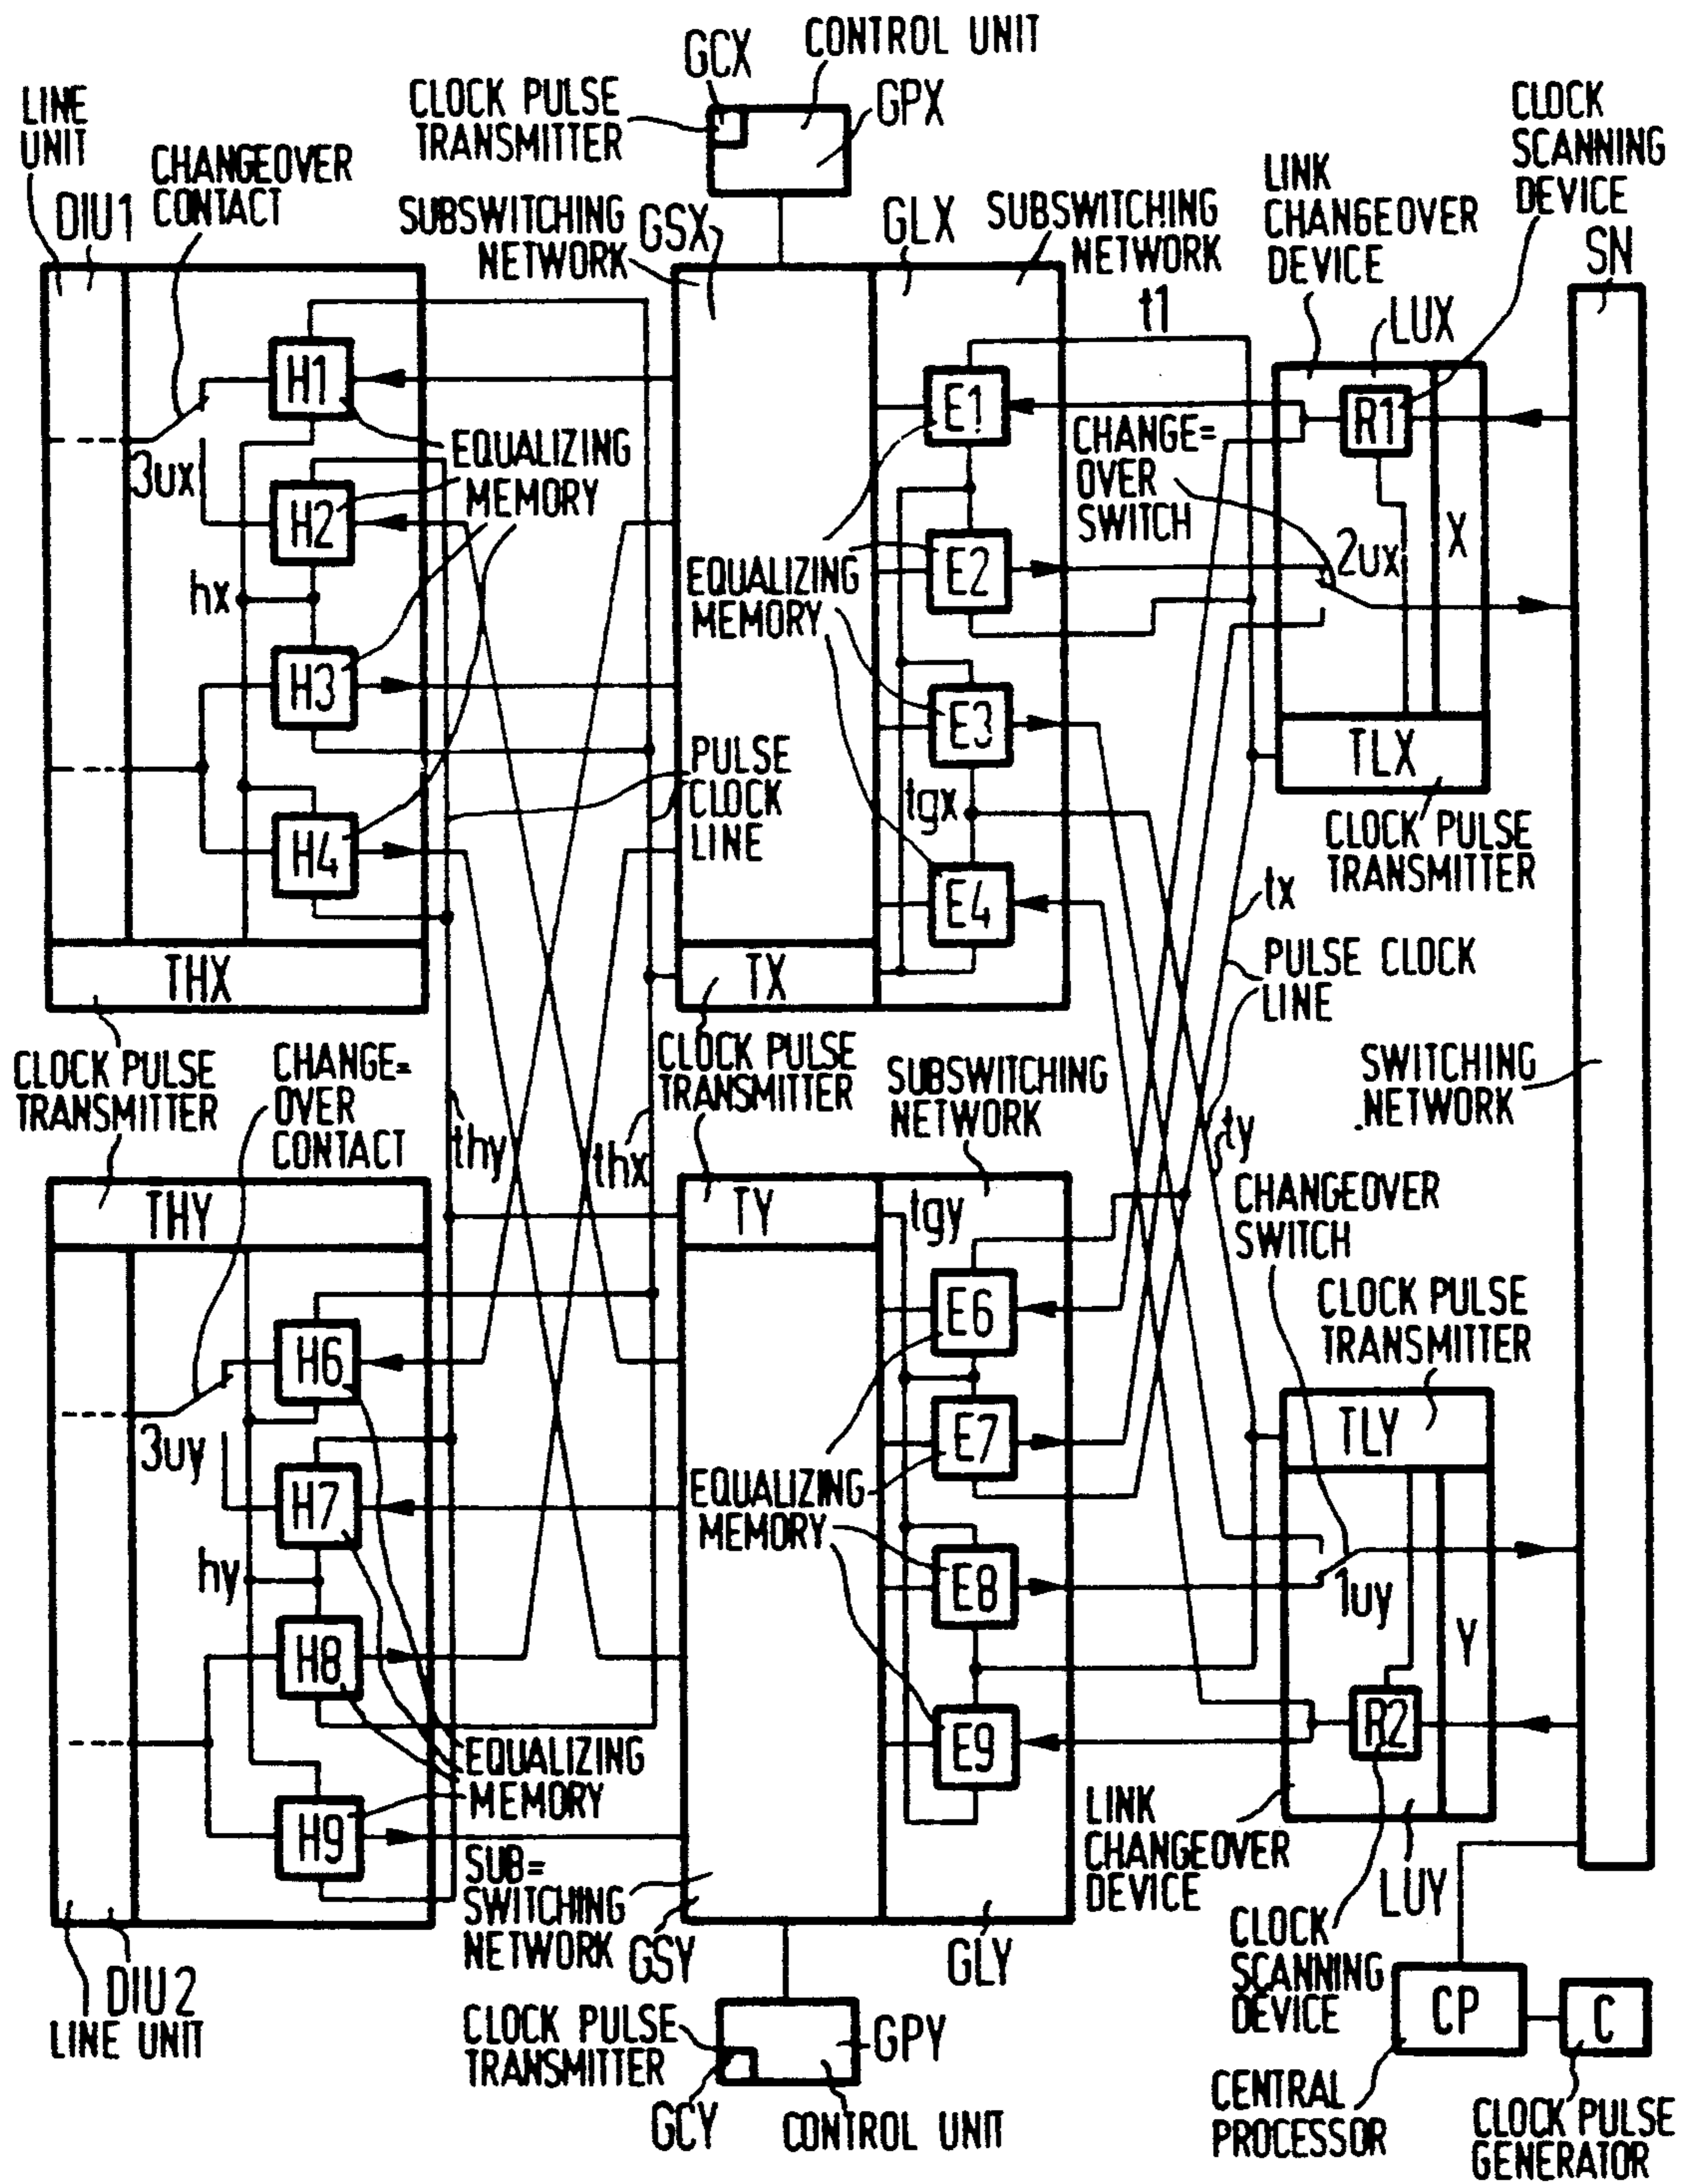 GCX
CONTROL UNIT
CLOCK PULSE
TRANSMITTER
GPX
LINE
UNIT
DIU1
CHANGEOVER
CONTACT
SUBSWITCHING
NETWORK
GSX
GLX
SUBSWITCHING
NETWORK
LINK
CHANGEOVER
DEVICE
CLOCK
SCANNING
DEVICE
SN
t1
LUX
H1
E1
R1
3ux
EQUALIZING
MEMORY
CHANGE=
OVER
SWITCH
H2
EQUALIZING
MEMORY
E2
2ux
X
hx
H3
E3
PULSE
CLOCK
LINE
tgx
TLX
CLOCK PULSE
TRANSMITTER
H4
E4
tx
PULSE CLOCK
LINE
THX
TX
CLOCK PULSE
TRANSMITTER
CHANGE=
OVER
CONTACT
CLOCK PULSE
TRANSMITTER
SUBSWITCHING
NETWORK
SWITCHING
NETWORK
thy
thx
ty
THY
TY
tgy
CHANGEOVER
SWITCH
H6
E6
CLOCK PULSE
TRANSMITTER
3uy
TLY
H7
EQUALIZING
MEMORY
E7
hy
E8
1uy
Y
H8
R2
E9
EQUALIZING
MEMORY
H9
SUB=
SWITCHING
NETWORK
GSY
GLY
LINK
CHANGEOVER
DEVICE
LUY
CLOCK
SCANNING
DEVICE
DIU2
LINE UNIT
CLOCK PULSE
TRANSMITTER
GPY
GCY
CONTROL UNIT
CP
C
CENTRAL
PROCESSOR
CLOCK PULSE
GENERATOR